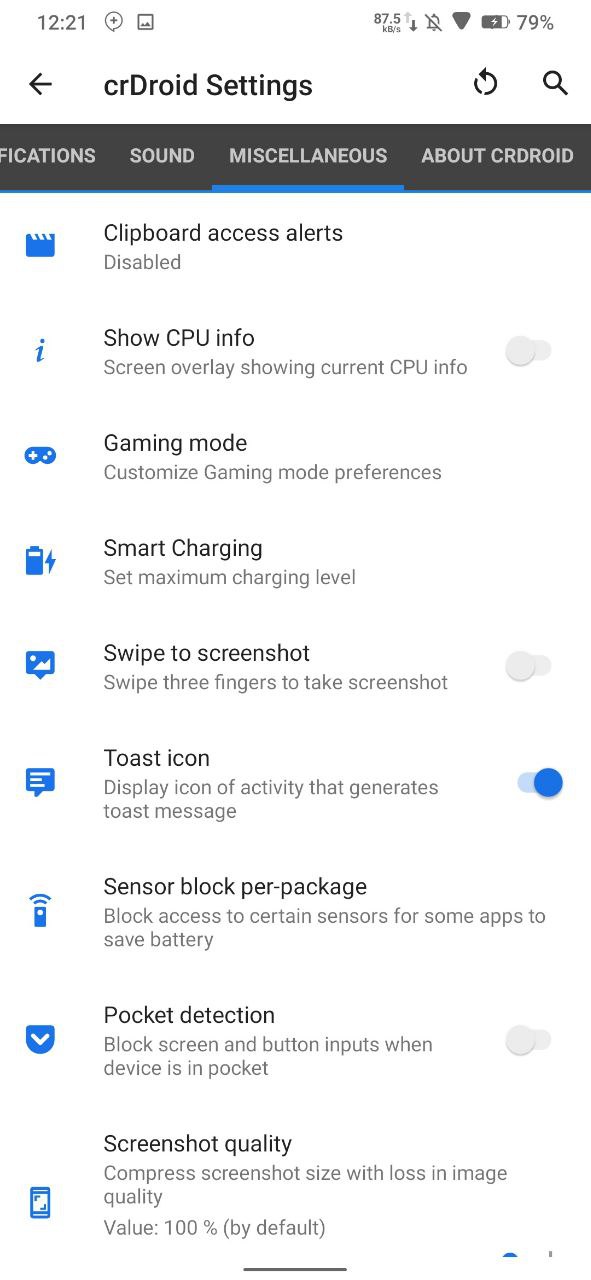 12:21
87.5
kB/s
79%
crDroid Settings
FICATIONS SOUND MISCELLANEOUS ABOUT CRDROID
Clipboard access alerts
Disabled
Show CPU info
Screen overlay showing current CPU info
Gaming mode
Customize Gaming mode preferences
Smart Charging
Set maximum charging level
Swipe to screenshot
Swipe three fingers to take screenshot
Toast icon
Display icon of activity that generates
toast message
Sensor block per-package
Block access to certain sensors for some apps to
save battery
Pocket detection
Block screen and button inputs when
device is in pocket
Screenshot quality
Compress screenshot size with loss in image
quality
Value: 100 % (by default)